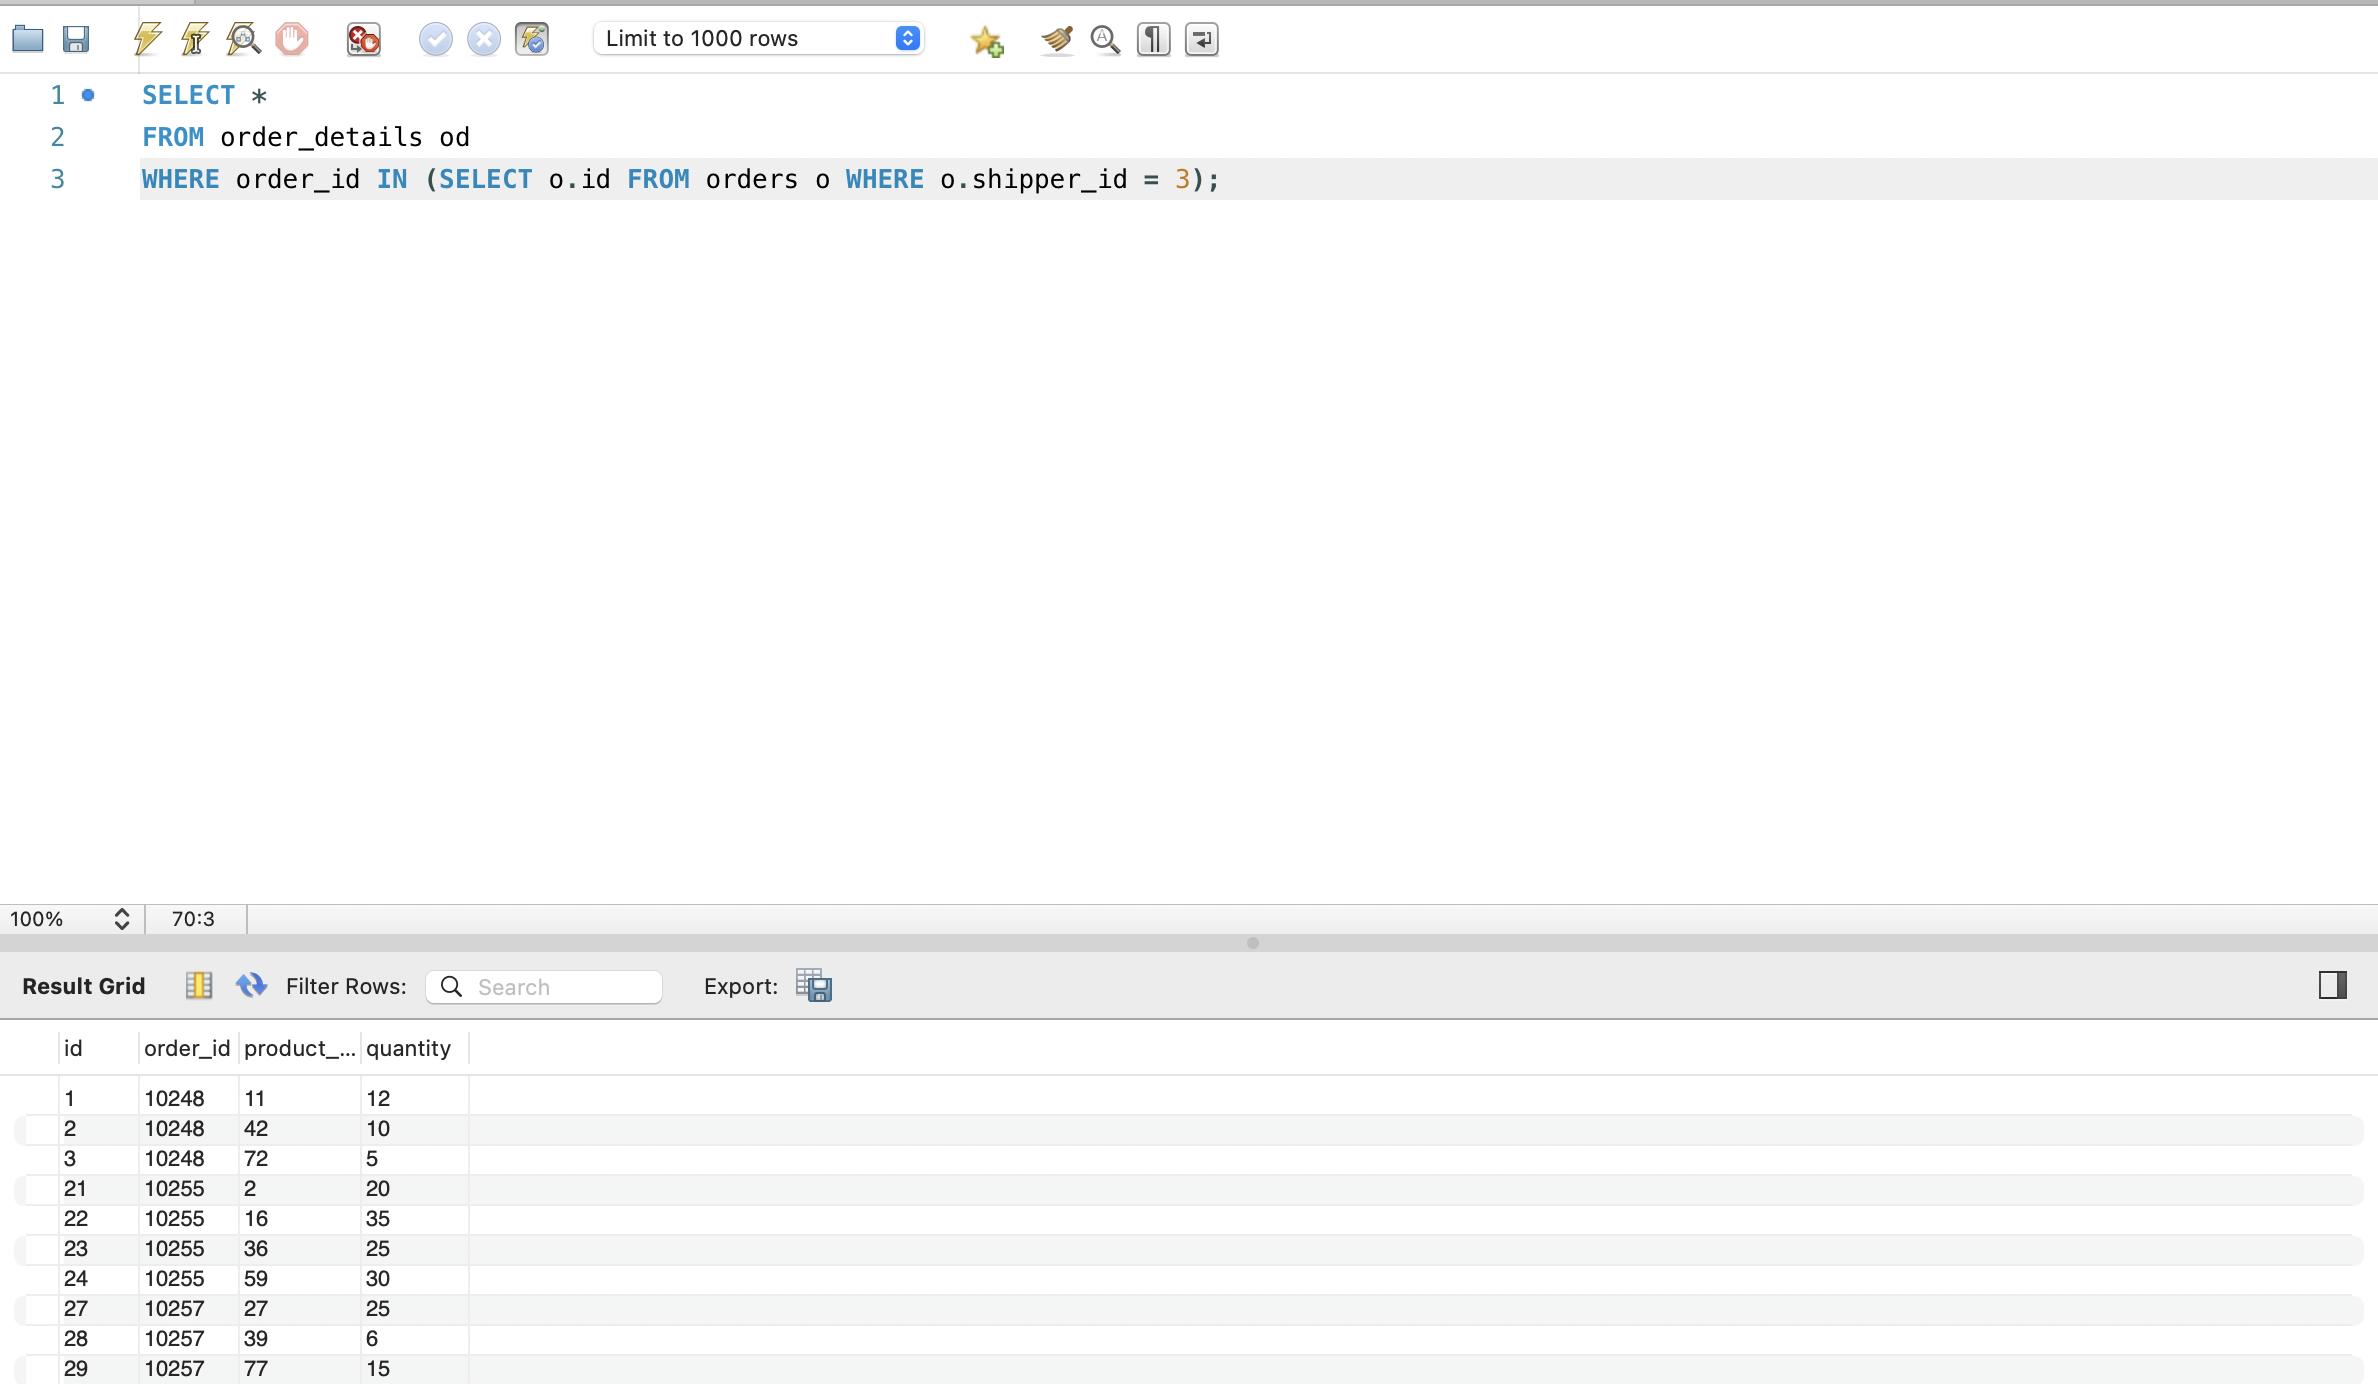 Limit to 1000 rows
1 SELECT *
2 FROM order_details od
3 WHERE order_id IN (SELECT o.id FROM orders o WHERE o.shipper_id = 3);
100% 70:3
Result Grid Filter Rows: Search Export:
id order_id product_... quantity
1 10248 11 12
2 10248 42 10
3 10248 72 5
21 10255 2 20
22 10255 16 35
23 10255 36 25
24 10255 59 30
27 10257 27 25
28 10257 39 6
29 10257 77 15